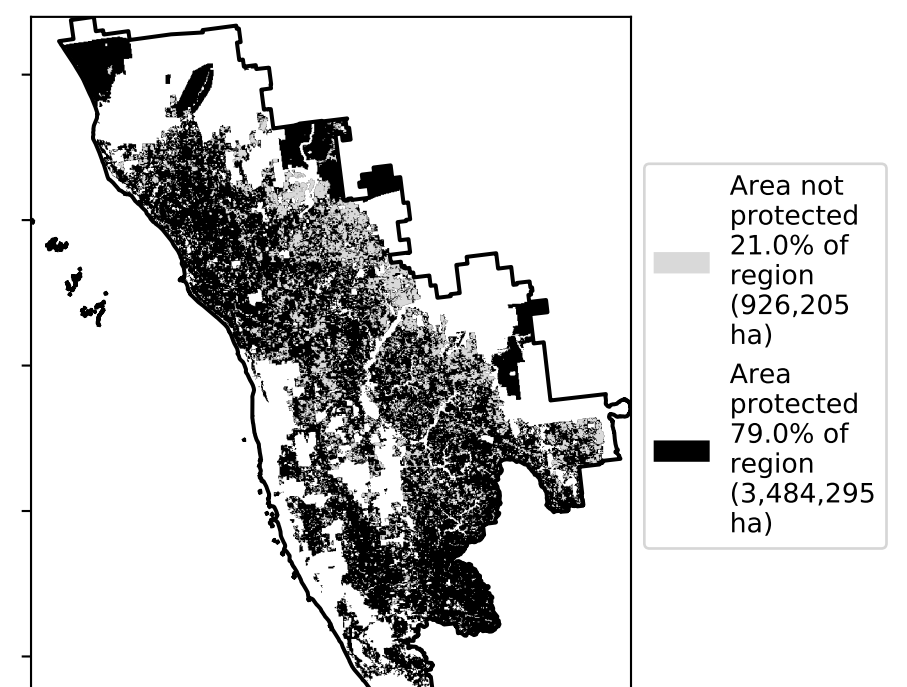 Area not
protected
21.0% of
region
(926,205
ha)
Area
protected
79.0% of
region
(3,484,295
ha)